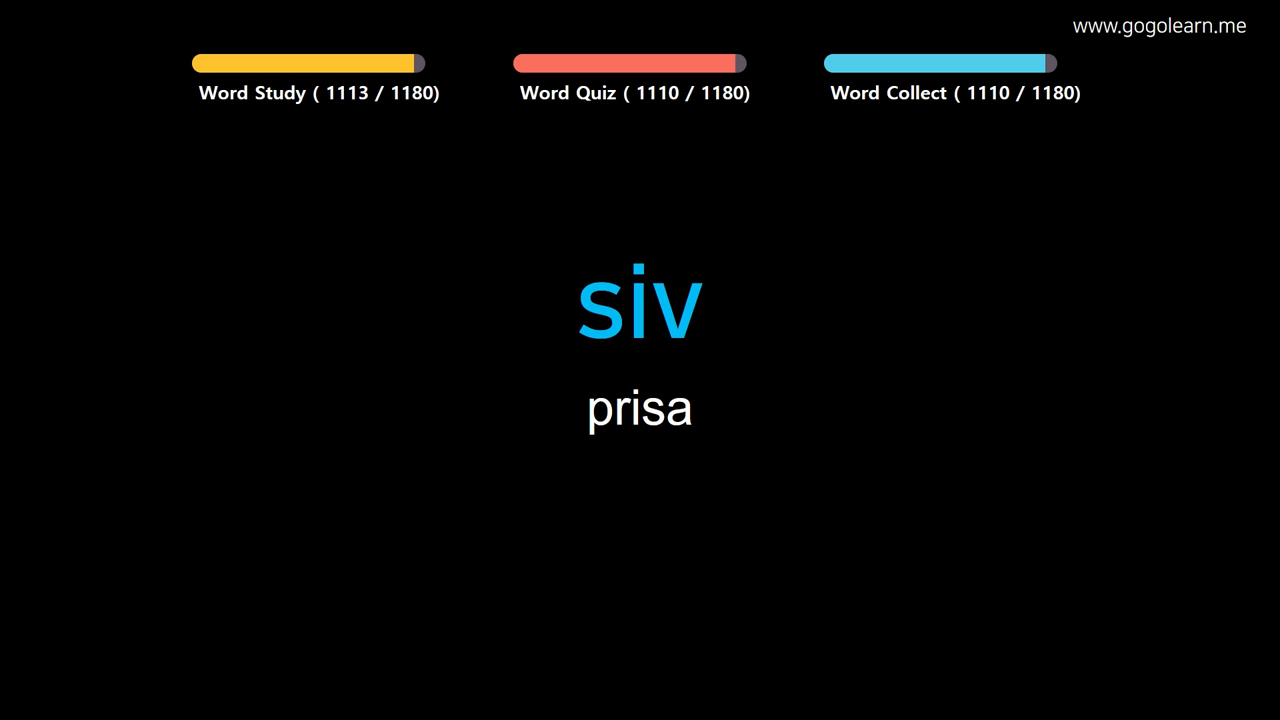 www.gogolearn.me
Word Study ( 1113 / 1180)
Word Quiz ( 1110 / 1180)
Word Collect ( 1110 / 1180)
siv
prisa